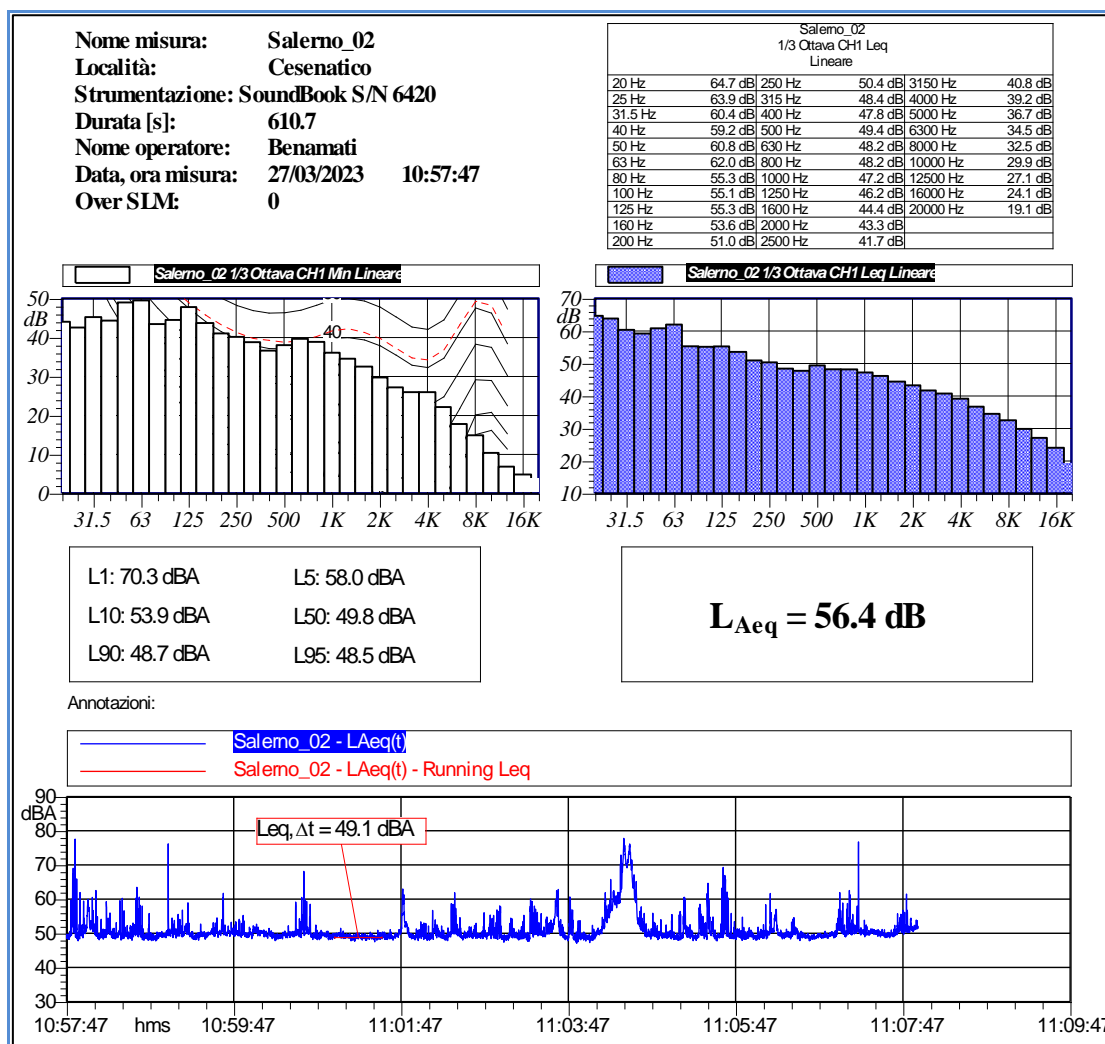 Nome misura: Salerno_02
Località: Cesenatico
Strumentazione: SoundBook S/N 6420
Durata [s]: 610.7
Nome operatore: Benamati
Data, ora misura: 27/03/2023 10:57:47
Over SLM: 0
Salerno_02
1/3 Ottava CH1 Leq
Lineare
20 Hz 64.7 dB 250 Hz 50.4 dB 3150 Hz 40.8 dB
25 Hz 63.9 dB 315 Hz 48.4 dB 4000 Hz 39.2 dB
31.5 Hz 60.4 dB 400 Hz 47.8 dB 5000 Hz 36.7 dB
40 Hz 59.2 dB 500 Hz 49.4 dB 6300 Hz 34.5 dB
50 Hz 60.8 dB 630 Hz 48.2 dB 8000 Hz 32.5 dB
63 Hz 62.0 dB 800 Hz 48.2 dB 10000 Hz 29.9 dB
80 Hz 55.3 dB 1000 Hz 47.2 dB 12500 Hz 27.1 dB
100 Hz 55.1 dB 1250 Hz 46.2 dB 16000 Hz 24.1 dB
125 Hz 55.3 dB 1600 Hz 44.4 dB 20000 Hz 19.1 dB
160 Hz 53.6 dB 2000 Hz 43.3 dB
200 Hz 51.0 dB 2500 Hz 41.7 dB
Salerno_02 1/3 Ottava CH1 Min Lineare
50
dB
40
30
20
10
0
40
31.5 63 125 250 500 1K 2K 4K 8K 16K
Salerno_02 1/3 Ottava CH1 Leq Lineare
70
dB
60
50
40
30
20
10
31.5 63 125 250 500 1K 2K 4K 8K 16K
L1: 70.3 dBA L5: 58.0 dBA
L10: 53.9 dBA L50: 49.8 dBA
L90: 48.7 dBA L95: 48.5 dBA
LAeq = 56.4 dB
Annotazioni:
Salerno_02 - LAeq(t)
Salerno_02 - LAeq(t) - Running Leq
90
dBA
80
70
60
50
40
30
Leq, Δt = 49.1 dBA
10:57:47 hms 10:59:47 11:01:47 11:03:47 11:05:47 11:07:47 11:09:47